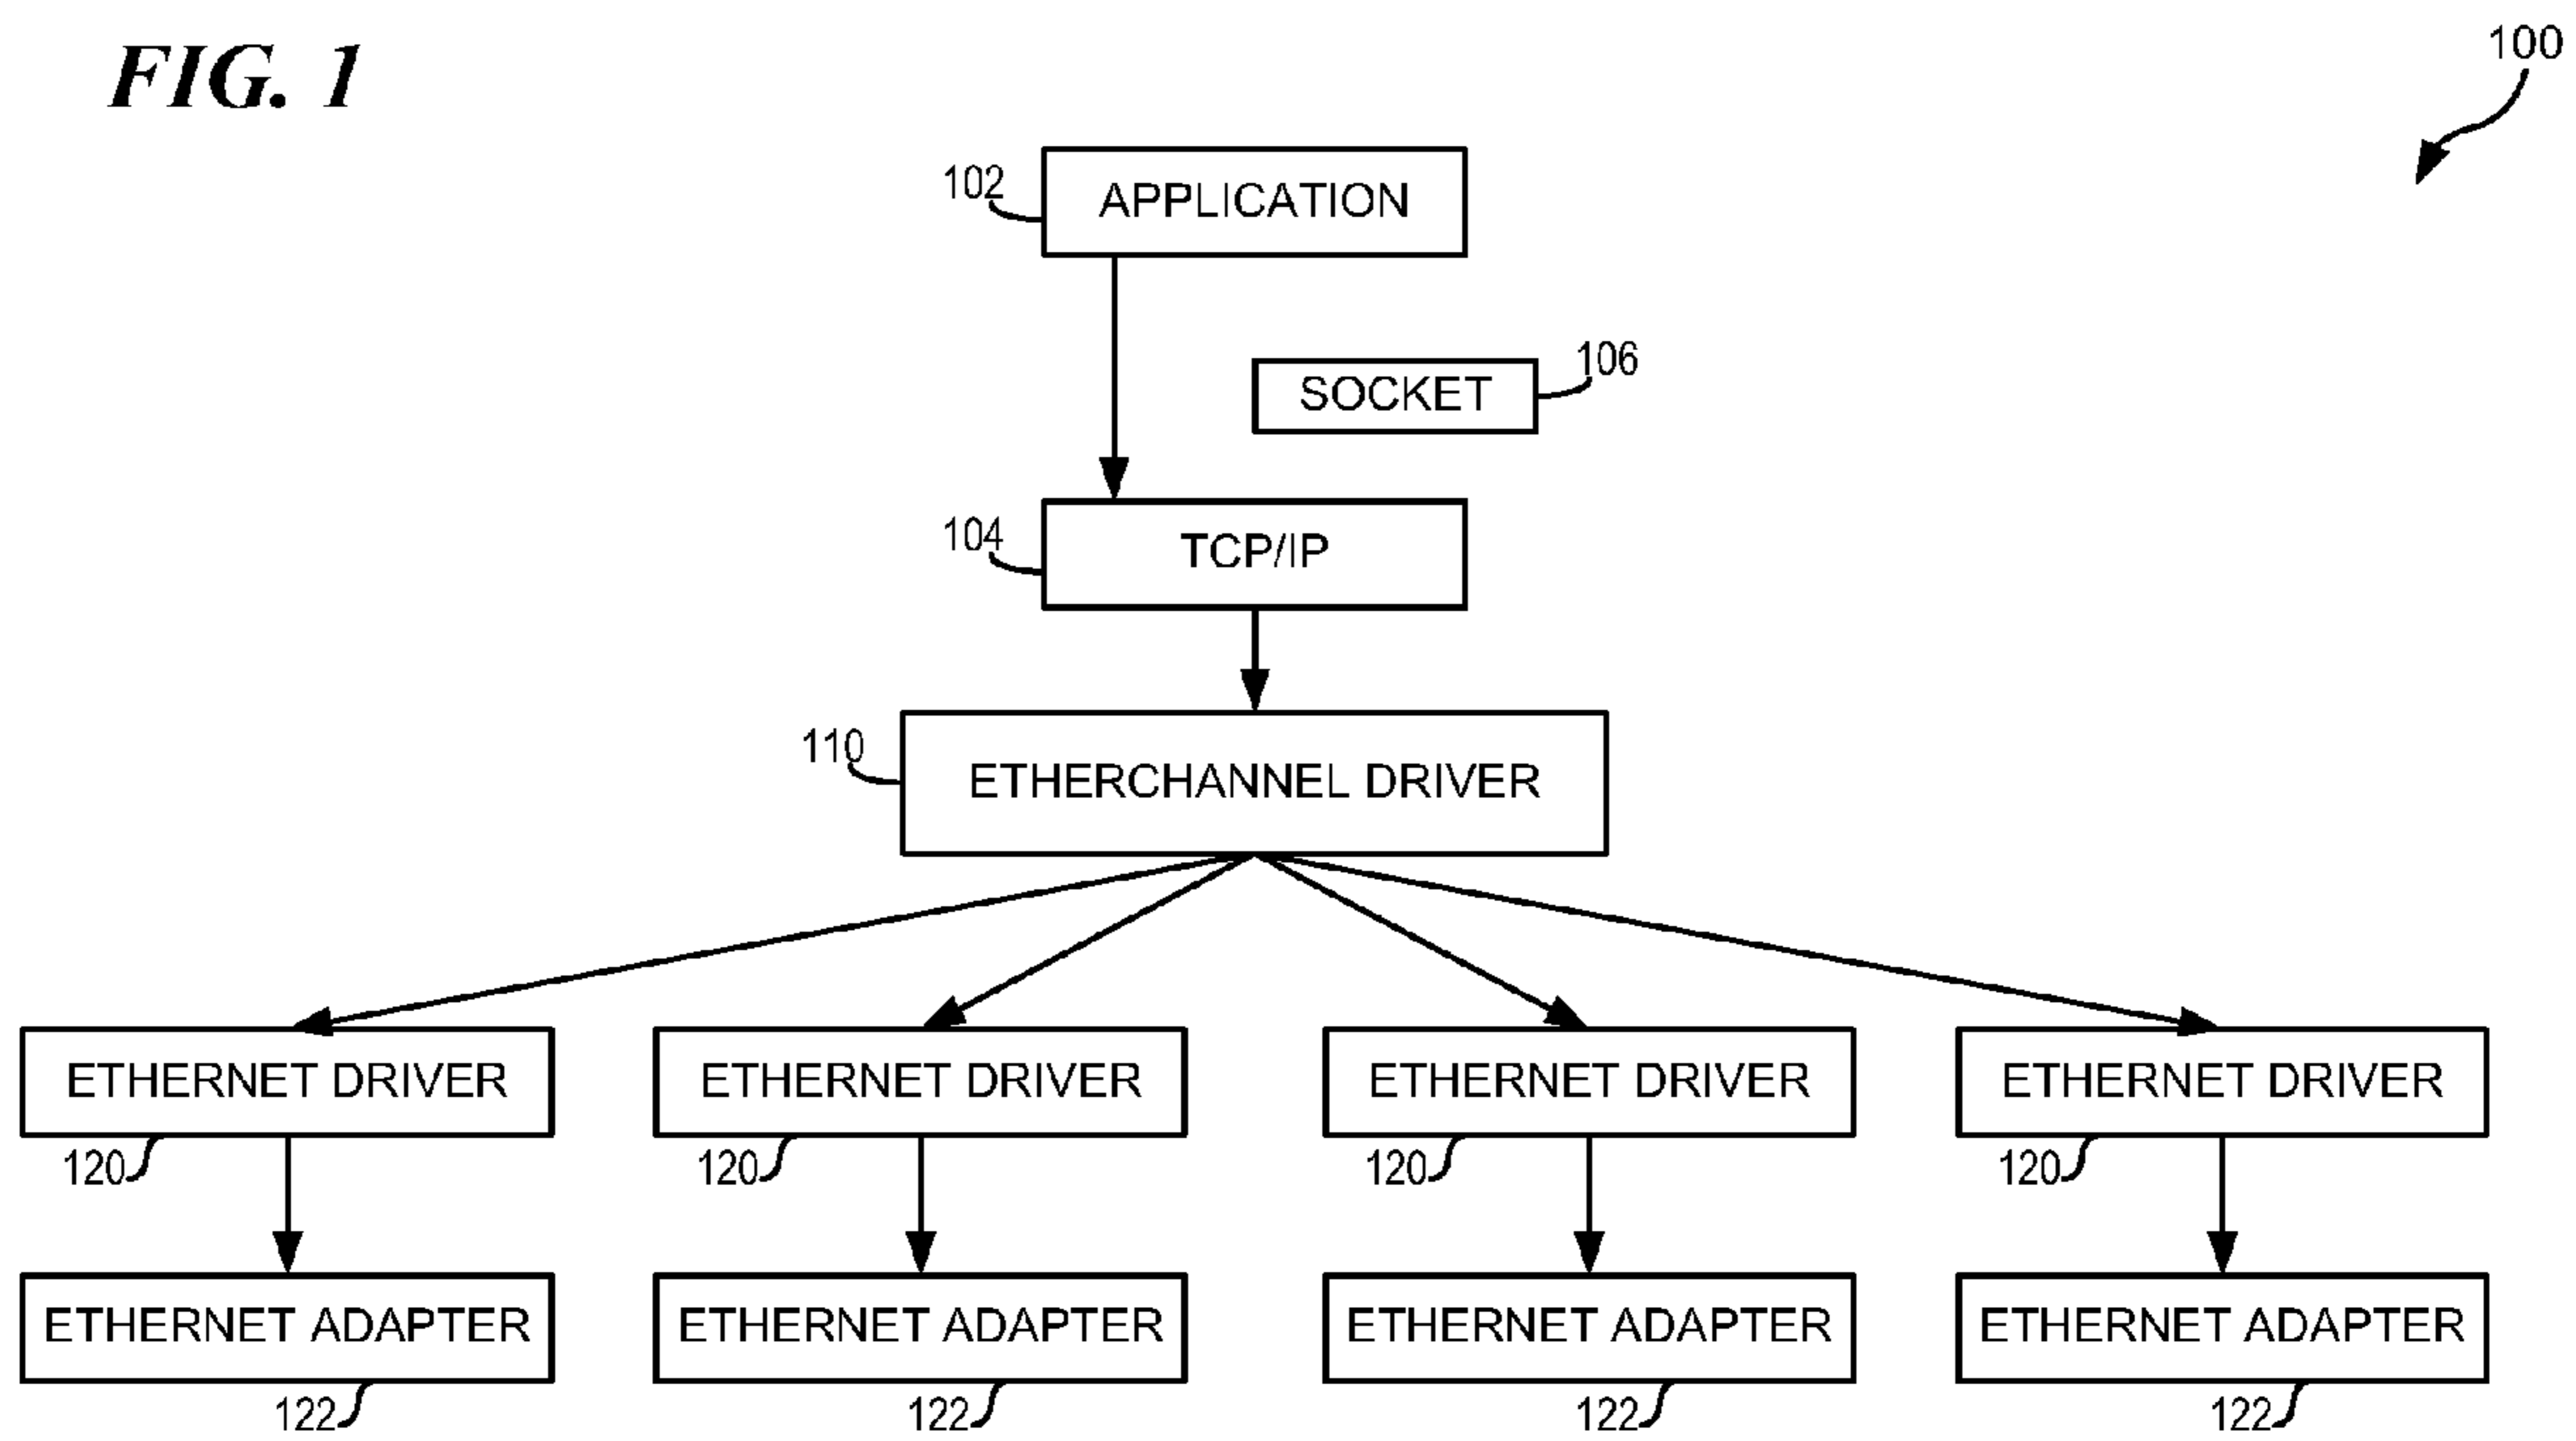 FIG. 1
100
102
APPLICATION
106
SOCKET
104
TCP/IP
110
ETHERCHANNEL DRIVER
ETHERNET DRIVER
ETHERNET DRIVER
ETHERNET DRIVER
ETHERNET DRIVER
120
120
120
120
ETHERNET ADAPTER
ETHERNET ADAPTER
ETHERNET ADAPTER
ETHERNET ADAPTER
122
122
122
122